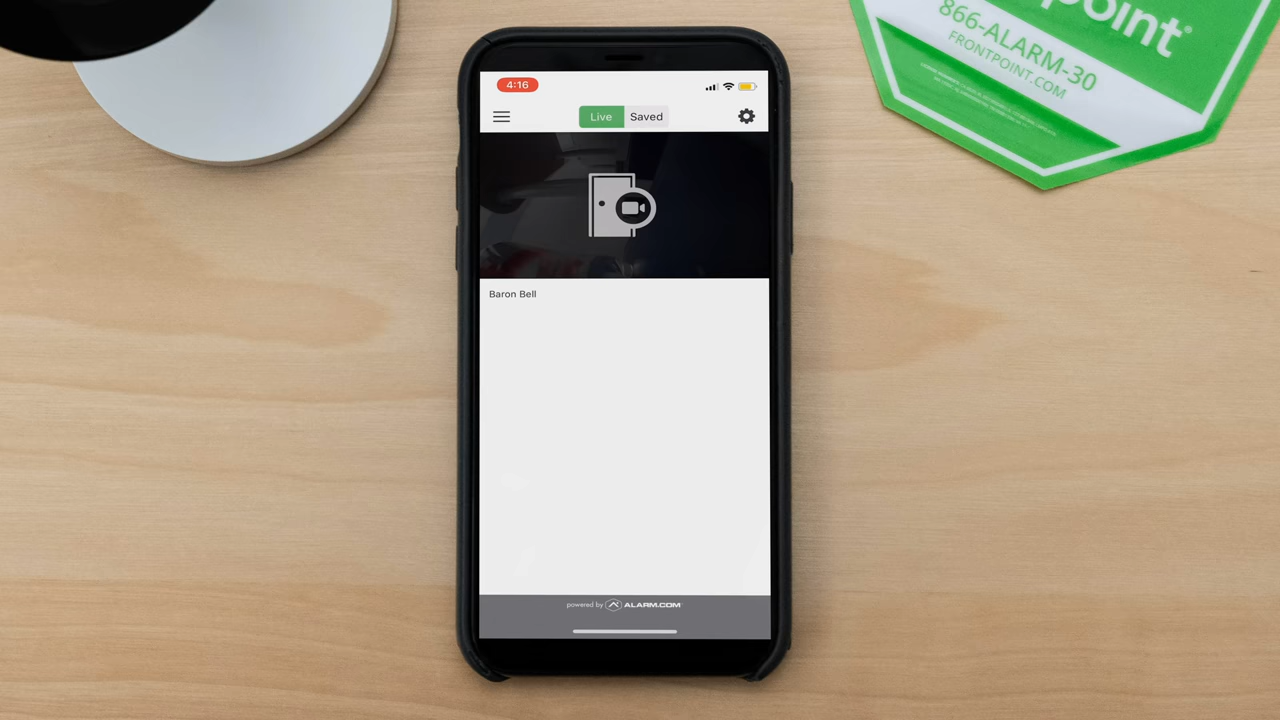 point®
866-ALARM-30
FRONTPOINT.COM
4:16
Live
Saved
Baron Bell
powered by ALARM.COM